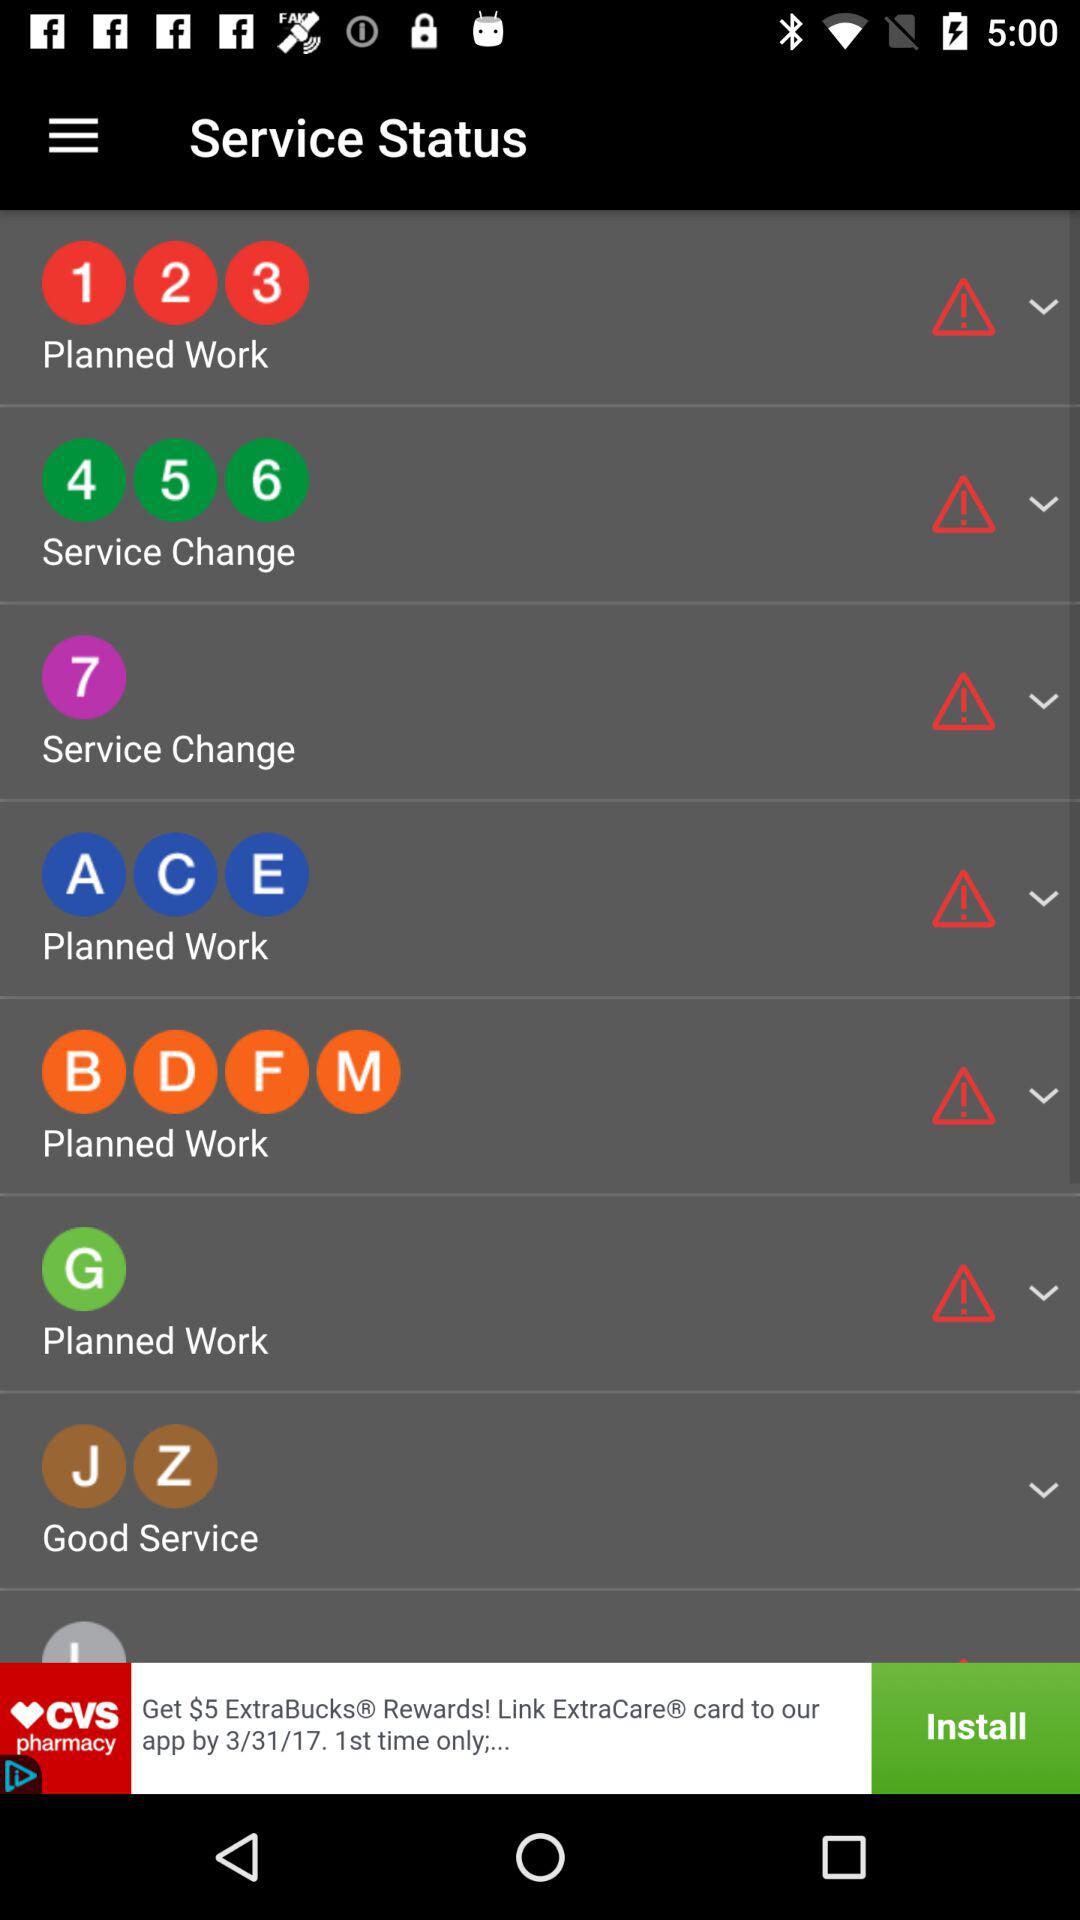 FAKE
5:00
Service Status
1 2 3
Planned Work
4 5 6
Service Change
7
Service Change
A C E
Planned Work
B D F M
Planned Work
G
Planned Work
J Z
Good Service
CVS
pharmacy
Get $5 ExtraBucks® Rewards! Link ExtraCare® card to our
app by 3/31/17. 1st time only;...
Install